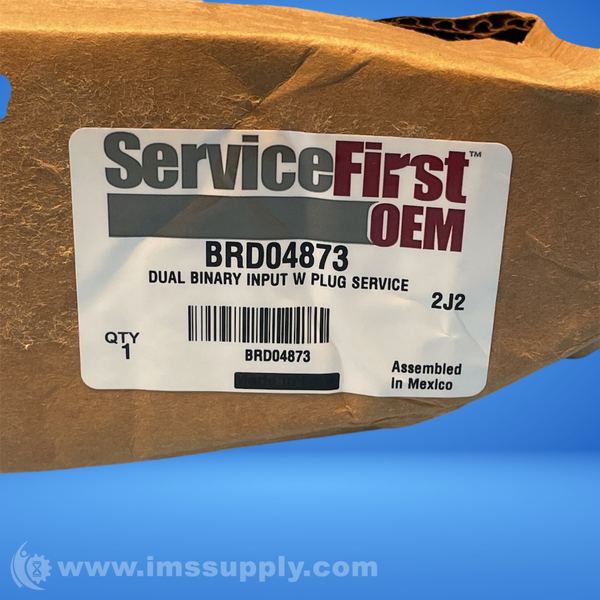 ServiceFirst™
OEM
BRD04873
DUAL BINARY INPUT W PLUG SERVICE
2J2
QTY
1
BRD04873
Assembled
in Mexico
www.imssupply.com